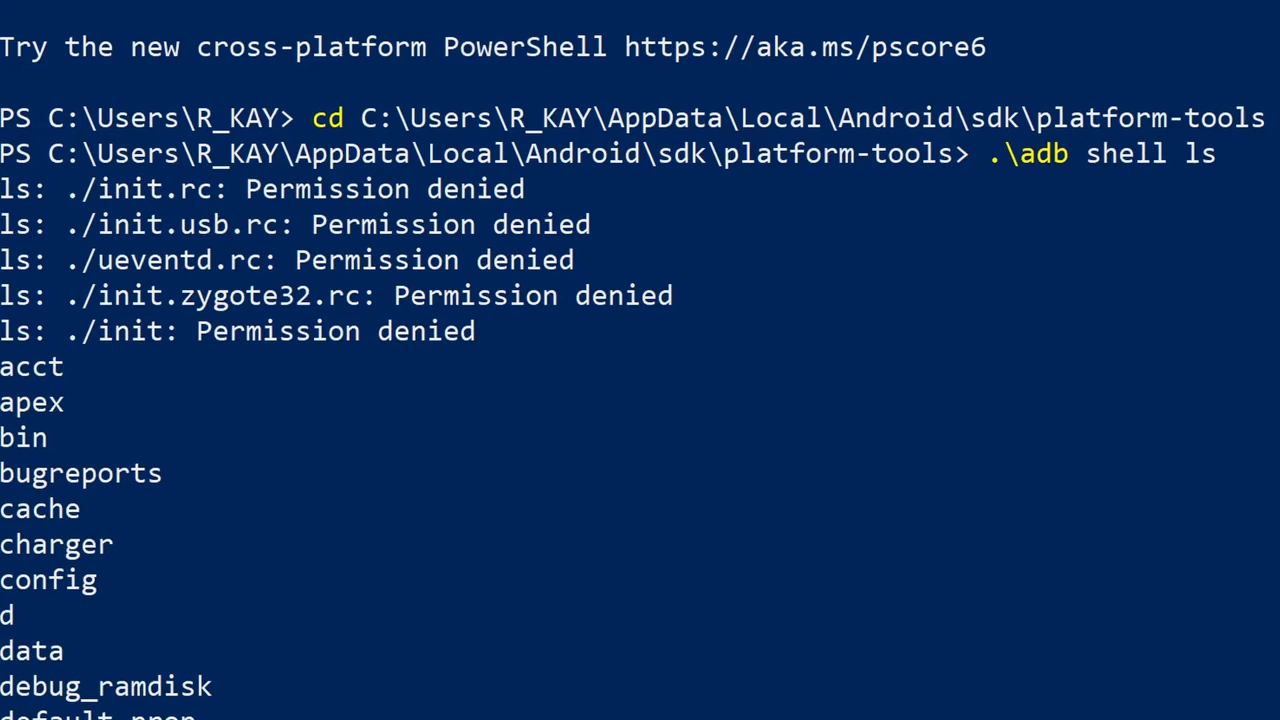 Try the new cross-platform PowerShell https://aka.ms/pscore6
PS C:\Users\R_KAY> cd C:\Users\R_KAY\AppData\Local\Android\sdk\platform-tools
PS C:\Users\R_KAY\AppData\Local\Android\sdk\platform-tools> .\adb shell ls
ls: ./init.rc: Permission denied
ls: ./init.usb.rc: Permission denied
ls: ./ueventd.rc: Permission denied
ls: ./init.zygote32.rc: Permission denied
ls: ./init: Permission denied
acct
apex
bin
bugreports
cache
charger
config
d
data
debug_ramdisk
default.prop